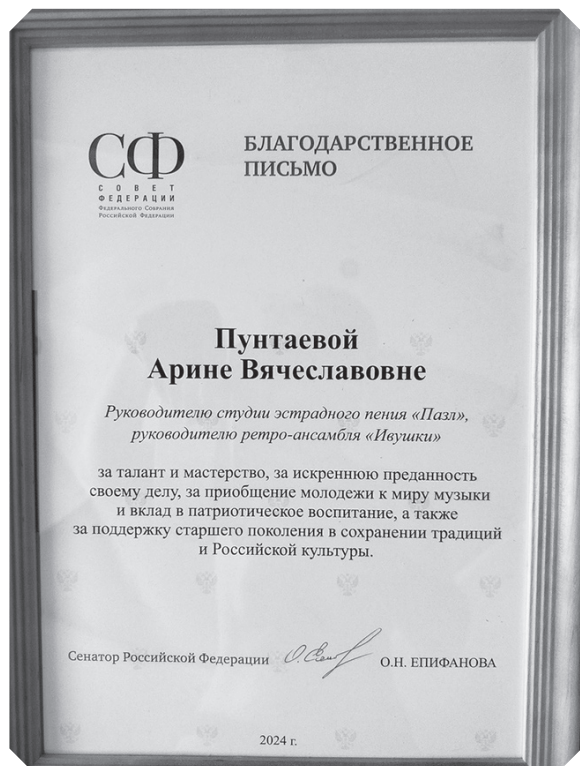 СФ
СОВЕТ
ФЕДЕРАЦИИ
Федерального Собрания
Российской Федерации
БЛАГОДАРСТВЕННОЕ
ПИСЬМО
Пунтаевой
Арине Вячеславовне
Руководителю студии эстрадного пения «Пазл»,
руководителю ретро-ансамбля «Ивушки»
за талант и мастерство, за искреннюю преданность
своему делу, за приобщение молодежи к миру музыки
и вклад в патриотическое воспитание, а также
за поддержку старшего поколения в сохранении традиций
и Российской культуры.
Сенатор Российской Федерации О.Н. ЕПИФАНОВА
2024 г.